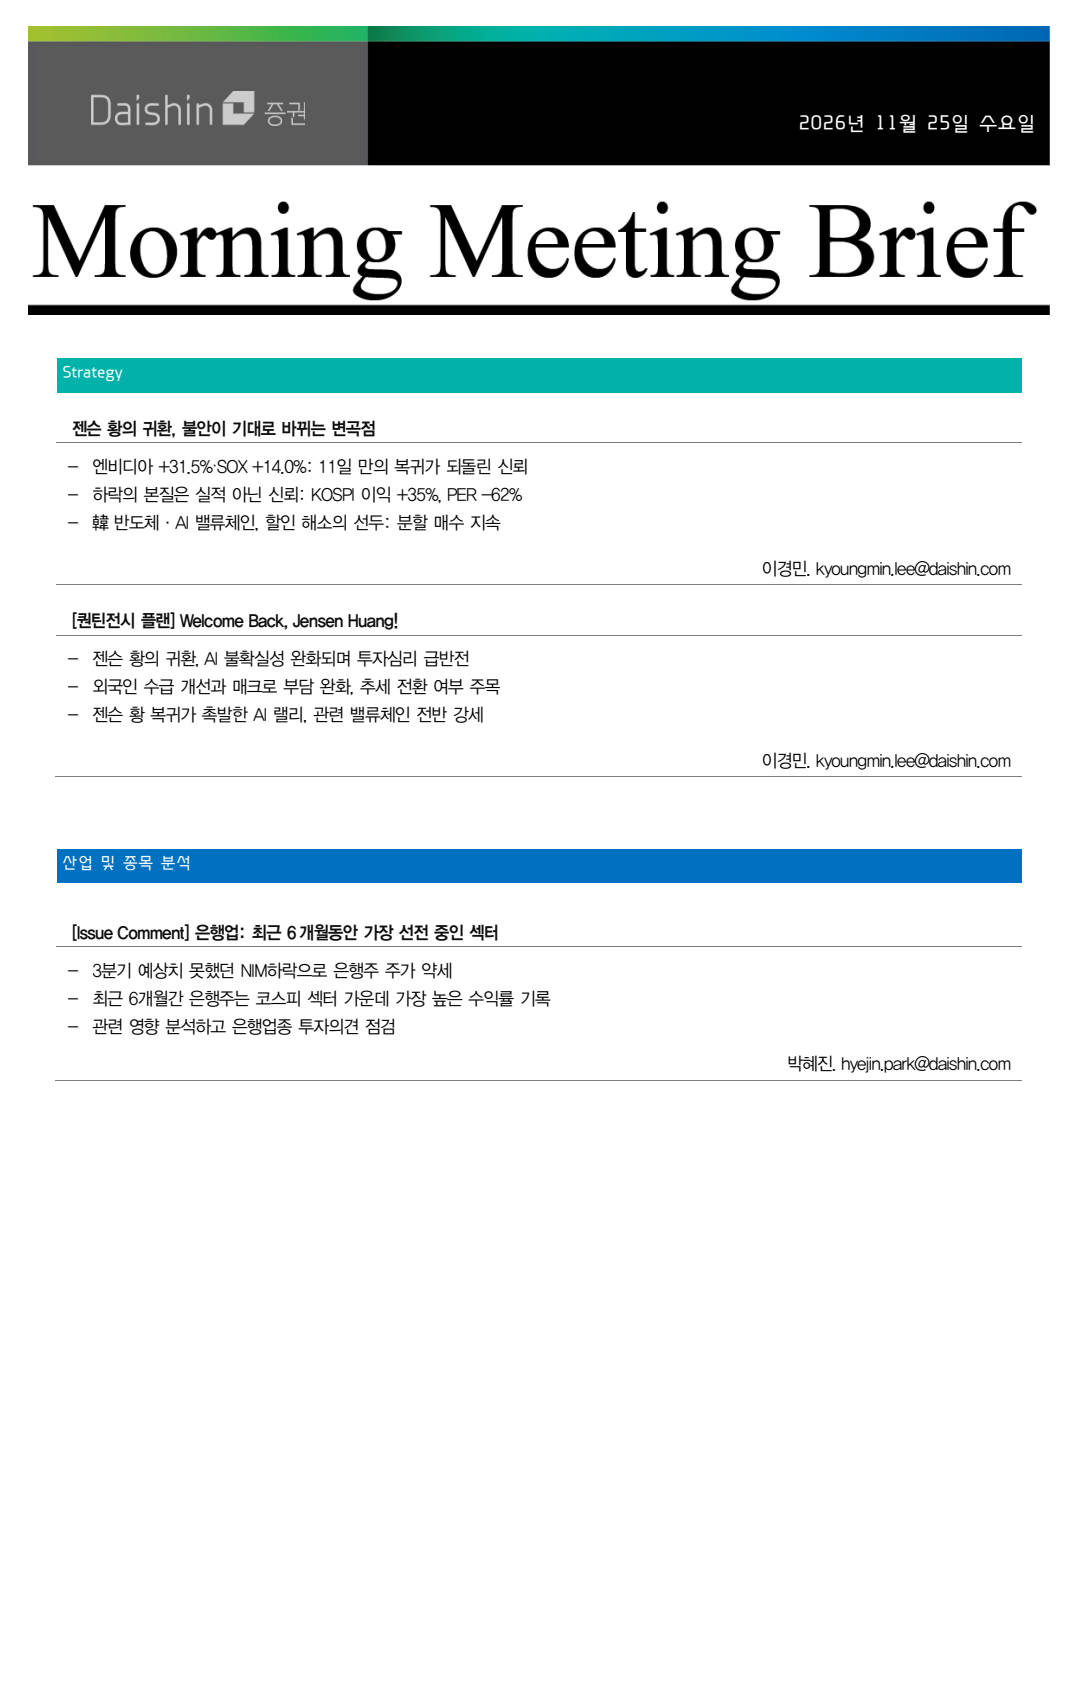 Daishin 증권
2026년 11월 25일 수요일
Morning Meeting Brief
Strategy
젠슨 황의 귀환, 불안이 기대로 바뀌는 변곡점
- 엔비디아 +31.5%·SOX +14.0%: 11일 만의 복귀가 되돌린 신뢰
- 하락의 본질은 실적 아닌 신뢰: KOSPI 이익 +35%, PER -62%
- 韓 반도체 · AI 밸류체인, 할인 해소의 선두: 분할 매수 지속
이경민. kyoungmin.lee@daishin.com
[퀀틴전시 플랜] Welcome Back, Jensen Huang!
- 젠슨 황의 귀환, AI 불확실성 완화되며 투자심리 급반전
- 외국인 수급 개선과 매크로 부담 완화, 추세 전환 여부 주목
- 젠슨 황 복귀가 촉발한 AI 랠리, 관련 밸류체인 전반 강세
이경민. kyoungmin.lee@daishin.com
산업 및 종목 분석
[Issue Comment] 은행업: 최근 6개월동안 가장 선전 중인 섹터
- 3분기 예상치 못했던 NIM하락으로 은행주 주가 약세
- 최근 6개월간 은행주는 코스피 섹터 가운데 가장 높은 수익률 기록
- 관련 영향 분석하고 은행업종 투자의견 점검
박혜진. hyejin.park@daishin.com